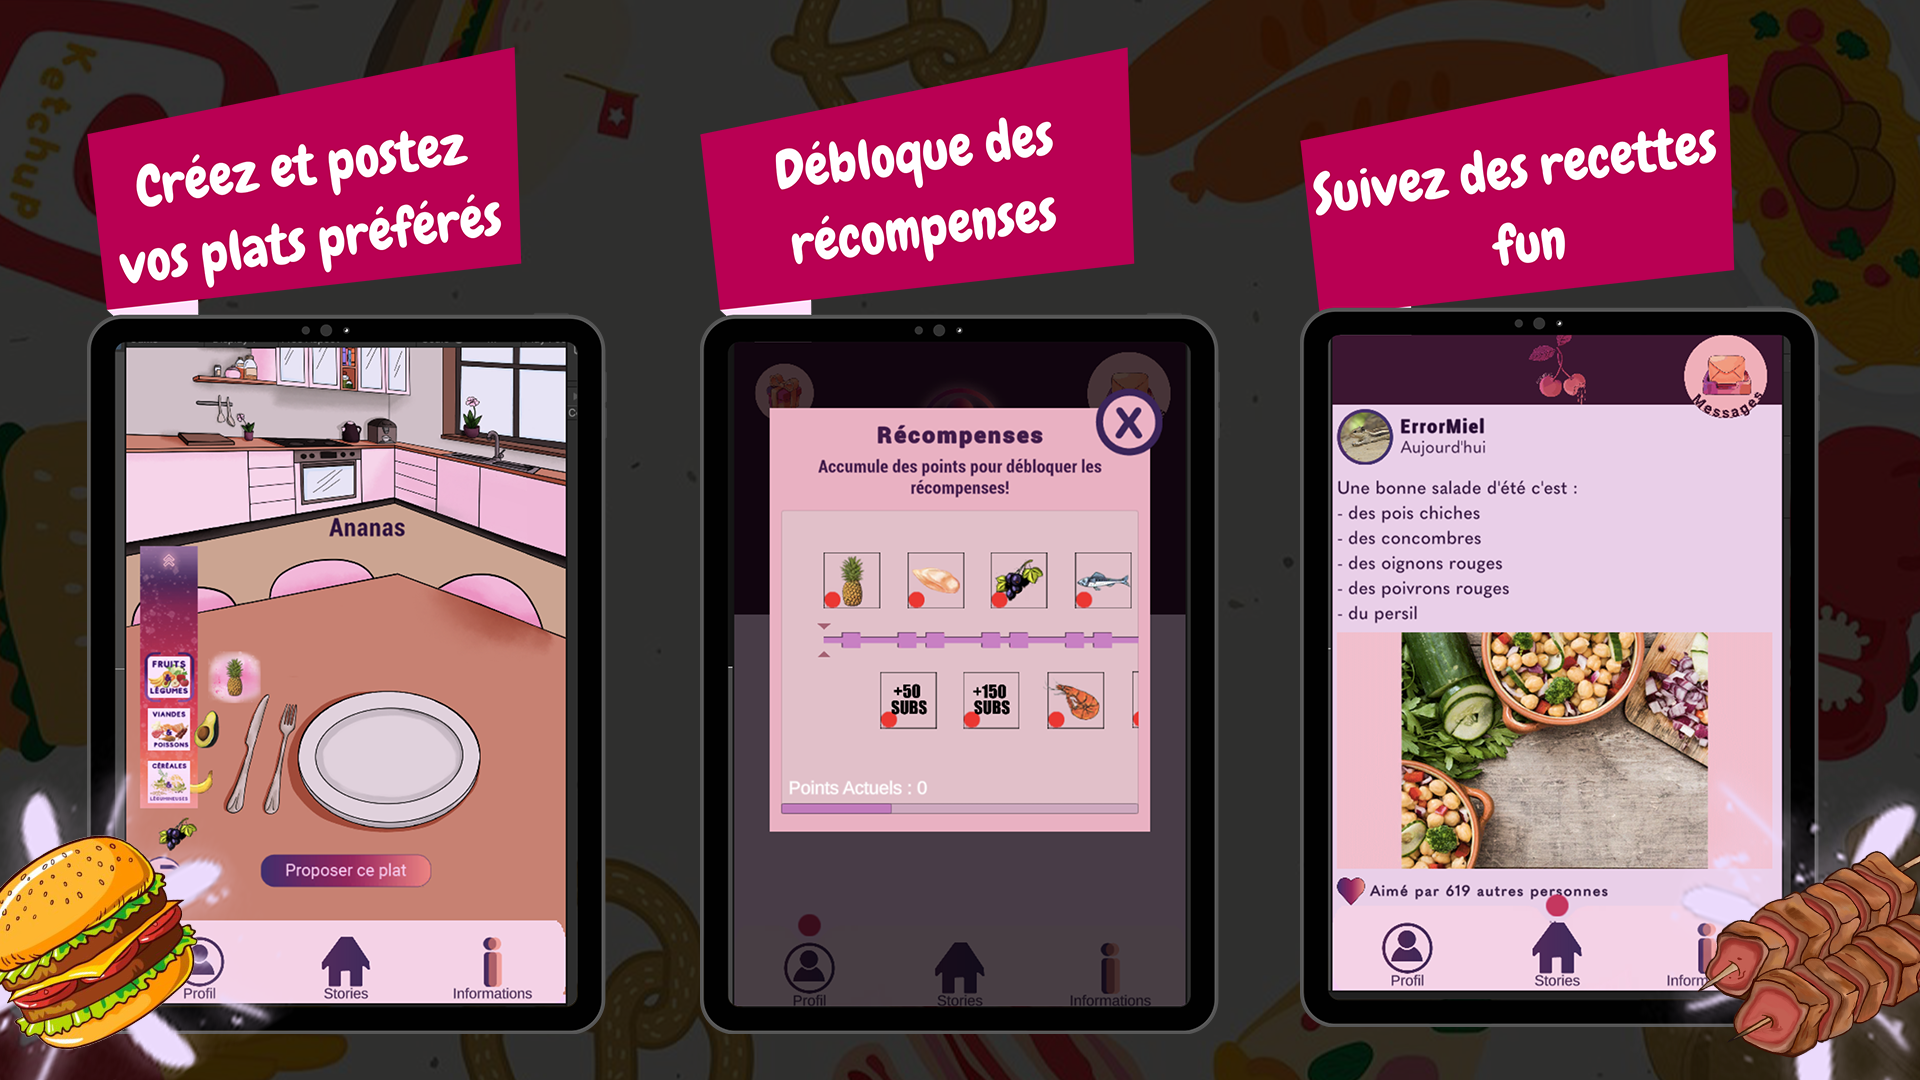 Ketchup
Créez et postez
vos plats préférés
Débloque des
récompenses
Suivez des recettes
fun
Ananas
FRUITS
LÉGUMES
VIANDES
&
POISSONS
CÉRÉALES
&
LÉGUMINEUSES
Proposer ce plat
Profil
Stories
Informations
X
Récompenses
Accumule des points pour débloquer les
récompenses!
+50
SUBS
+150
SUBS
Points Actuels : 0
Profil
Stories
Informations
Messages
ErrorMiel
Aujourd'hui
Une bonne salade d'été c'est :
- des pois chiches
- des concombres
- des oignons rouges
- des poivrons rouges
- du persil
Aimé par 619 autres personnes
Profil
Stories
Inform